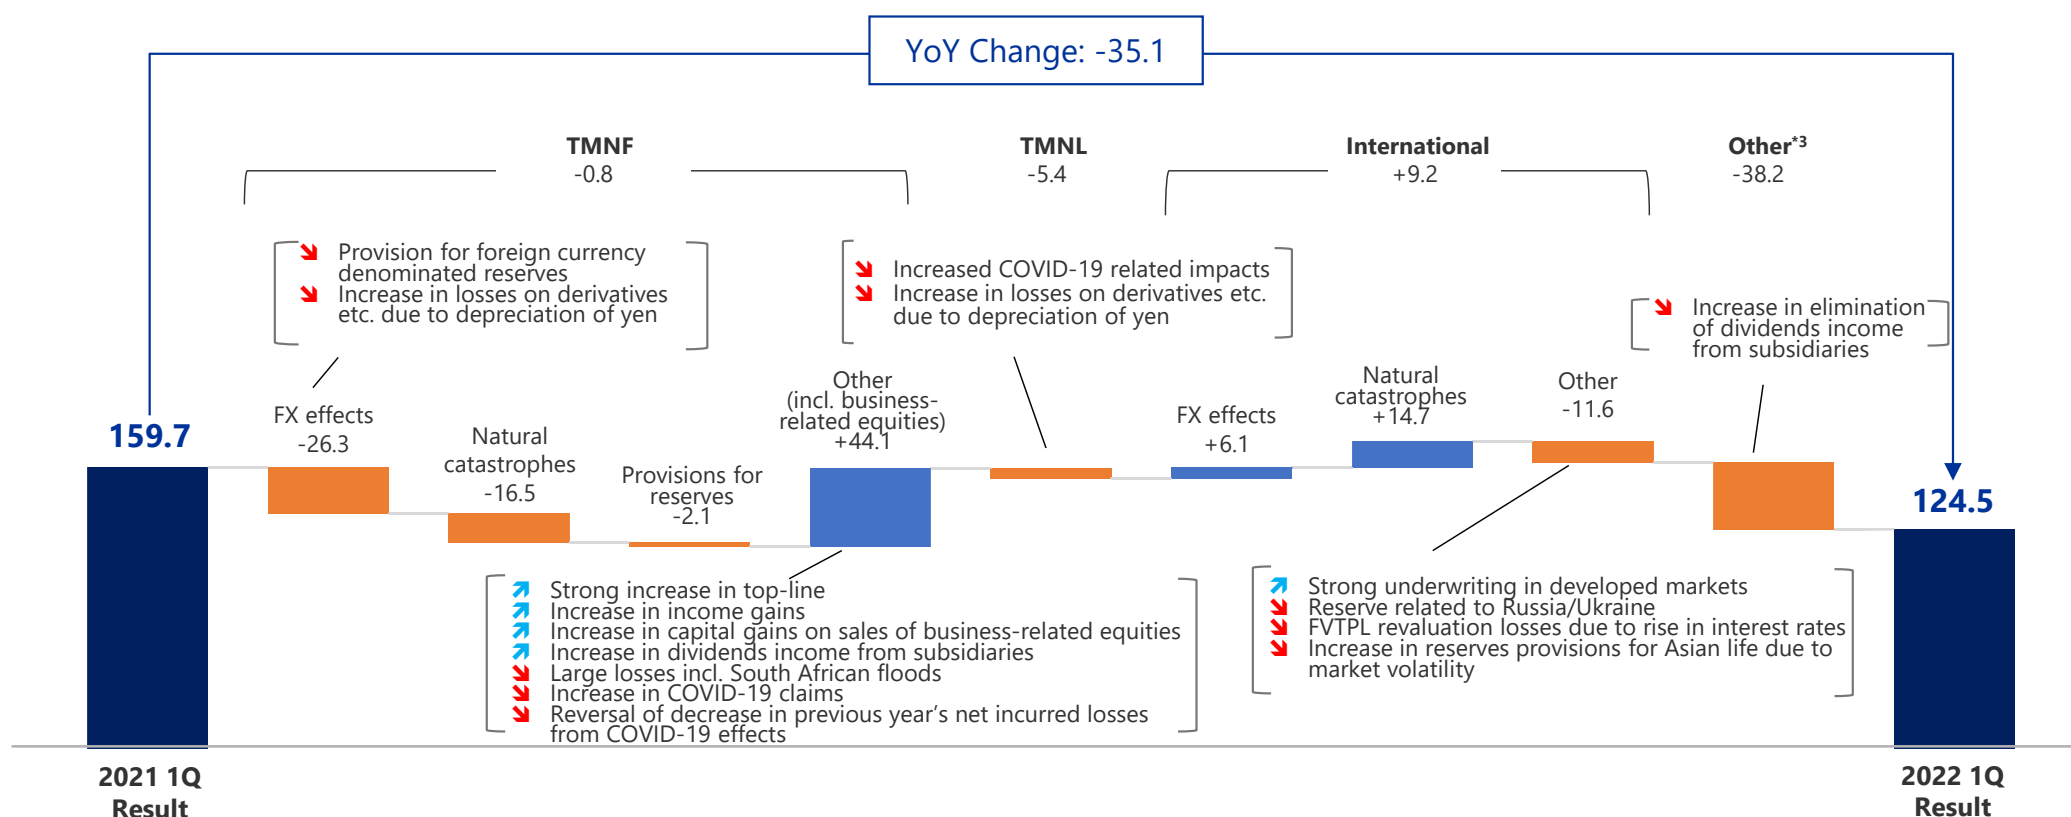 YoY Change: -35.1
TMNF
-0.8
TMNL
-5.4
International
+9.2
Other*3
-38.2
Provision for foreign currency
denominated reserves
Increase in losses on derivatives
etc. due to depreciation of yen
Increased COVID-19 related impacts
Increase in losses on derivatives etc.
due to depreciation of yen
Increase in elimination
of dividends income
from subsidiaries
159.7
FX effects
-26.3
Natural
catastrophes
-16.5
Provisions for
reserves
-2.1
Other
(incl. business-
related equities)
+44.1
FX effects
+6.1
Natural
catastrophes
+14.7
Other
-11.6
124.5
Strong increase in top-line
Increase in income gains
Increase in capital gains on sales of business-related equities
Increase in dividends income from subsidiaries
Large losses incl. South African floods
Increase in COVID-19 claims
Reversal of decrease in previous year’s net incurred losses
from COVID-19 effects
Strong underwriting in developed markets
Reserve related to Russia/Ukraine
FVTPL revaluation losses due to rise in interest rates
Increase in reserves provisions for Asian life due to
market volatility
2021 1Q
Result
2022 1Q
Result